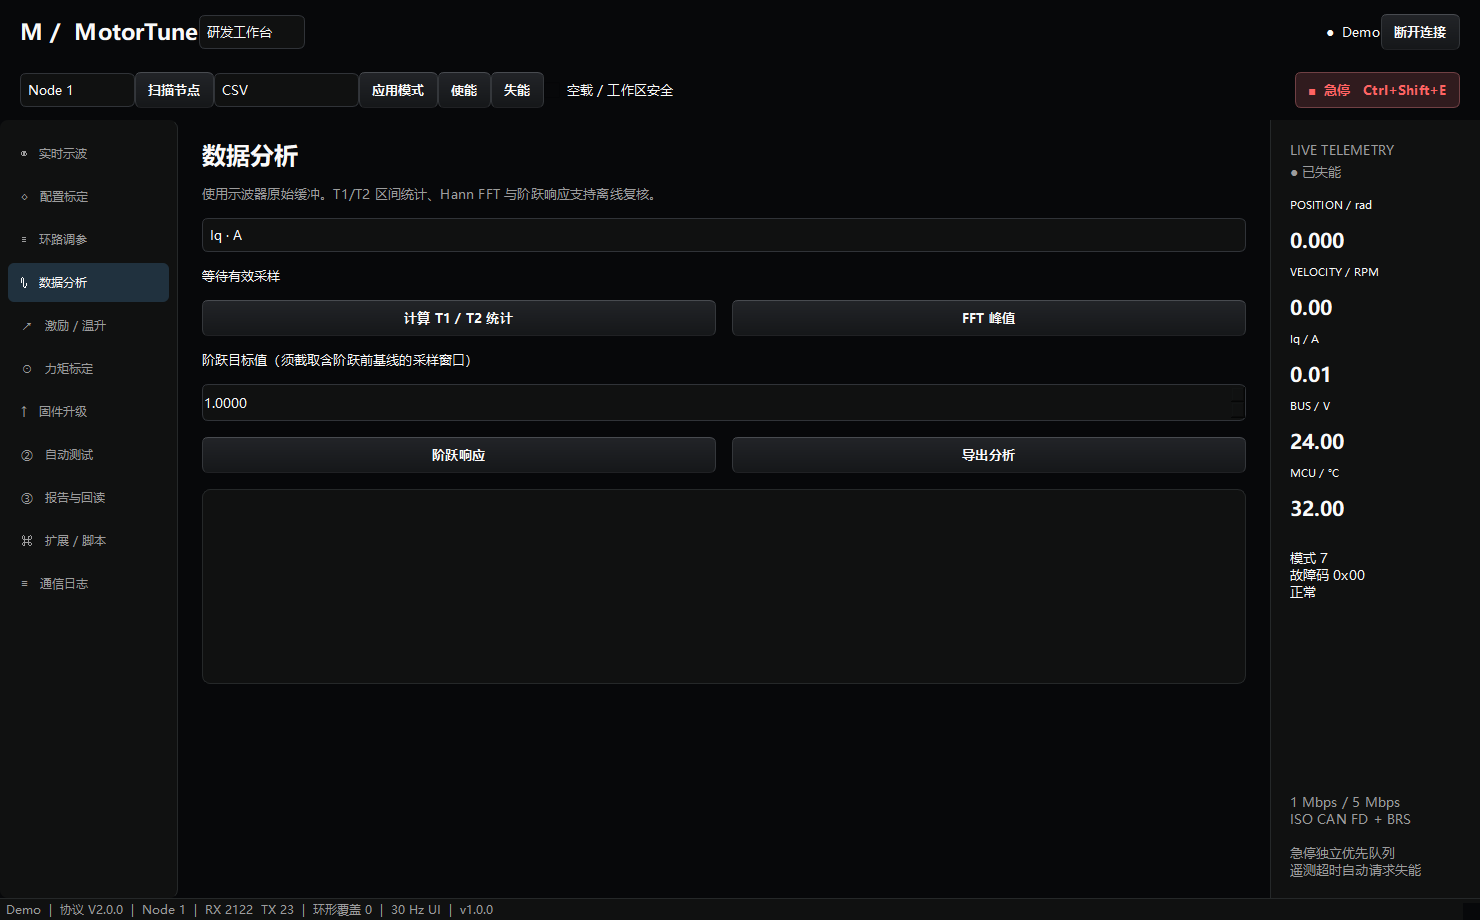 M / MotorTune 研发工作台
● Demo 断开连接
Node 1 扫描节点 CSV 应用模式 使能 失能 空载 / 工作区安全
■ 急停 Ctrl+Shift+E
实时示波
◇ 配置标定
≡ 环路调参
数据分析
↗ 激励 / 温升
⊙ 力矩标定
↑ 固件升级
② 自动测试
③ 报告与回读
⌘ 扩展 / 脚本
≡ 通信日志
数据分析
使用示波器原始缓冲。T1/T2 区间统计、Hann FFT 与阶跃响应支持离线复核。
Iq · A
等待有效采样
计算 T1 / T2 统计 FFT 峰值
阶跃目标值（须截取含阶跃前基线的采样窗口）
1.0000
阶跃响应 导出分析
LIVE TELEMETRY
● 已失能
POSITION / rad
0.000
VELOCITY / RPM
0.00
Iq / A
0.01
BUS / V
24.00
MCU / °C
32.00
模式 7
故障码 0x00
正常
1 Mbps / 5 Mbps
ISO CAN FD + BRS
急停独立优先队列
遥测超时自动请求失能
Demo | 协议 V2.0.0 | Node 1 | RX 2122 TX 23 | 环形覆盖 0 | 30 Hz UI | v1.0.0